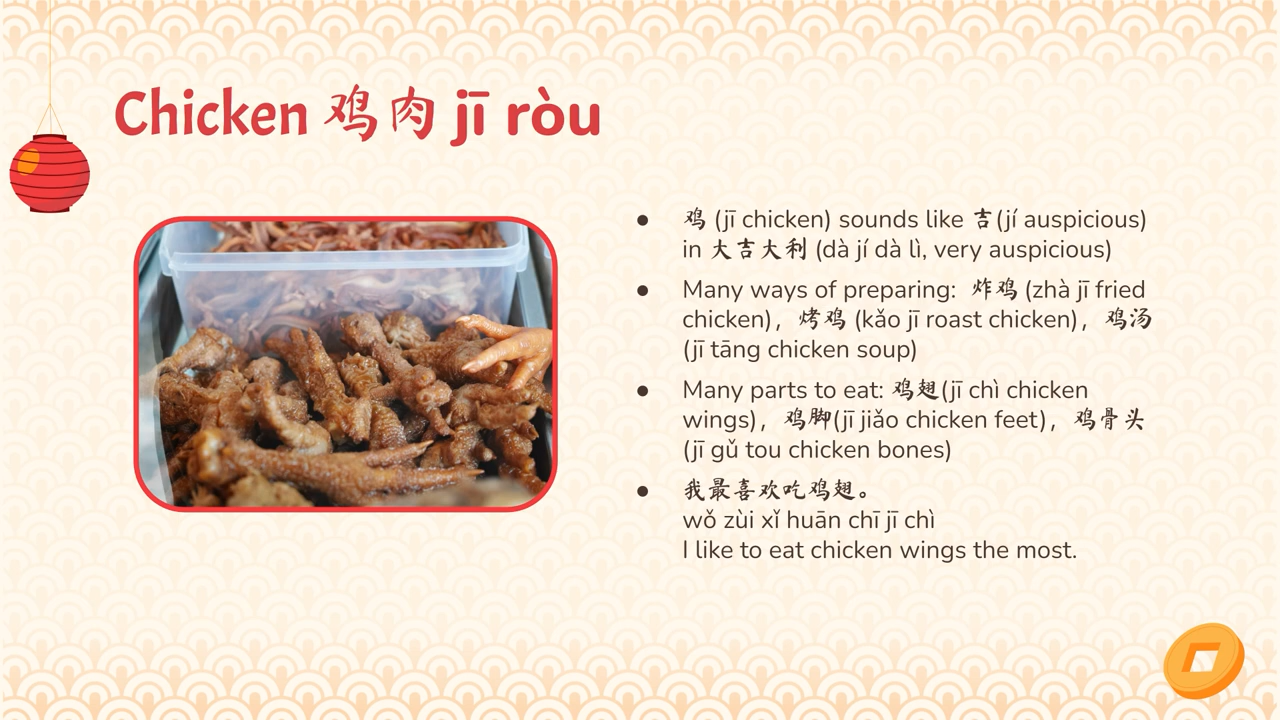 Chicken 鸡肉 jī ròu
● 鸡 (jī chicken) sounds like 吉(jí auspicious)
in 大吉大利 (dà jí dà lì, very auspicious)
● Many ways of preparing: 炸鸡 (zhà jī fried
chicken), 烤鸡 (kǎo jī roast chicken), 鸡汤
(jī tāng chicken soup)
● Many parts to eat: 鸡翅(jī chì chicken
wings), 鸡脚(jī jiǎo chicken feet), 鸡骨头
(jī gǔ tou chicken bones)
● 我最喜欢吃鸡翅。
wǒ zùi xǐ huān chī jī chì
I like to eat chicken wings the most.